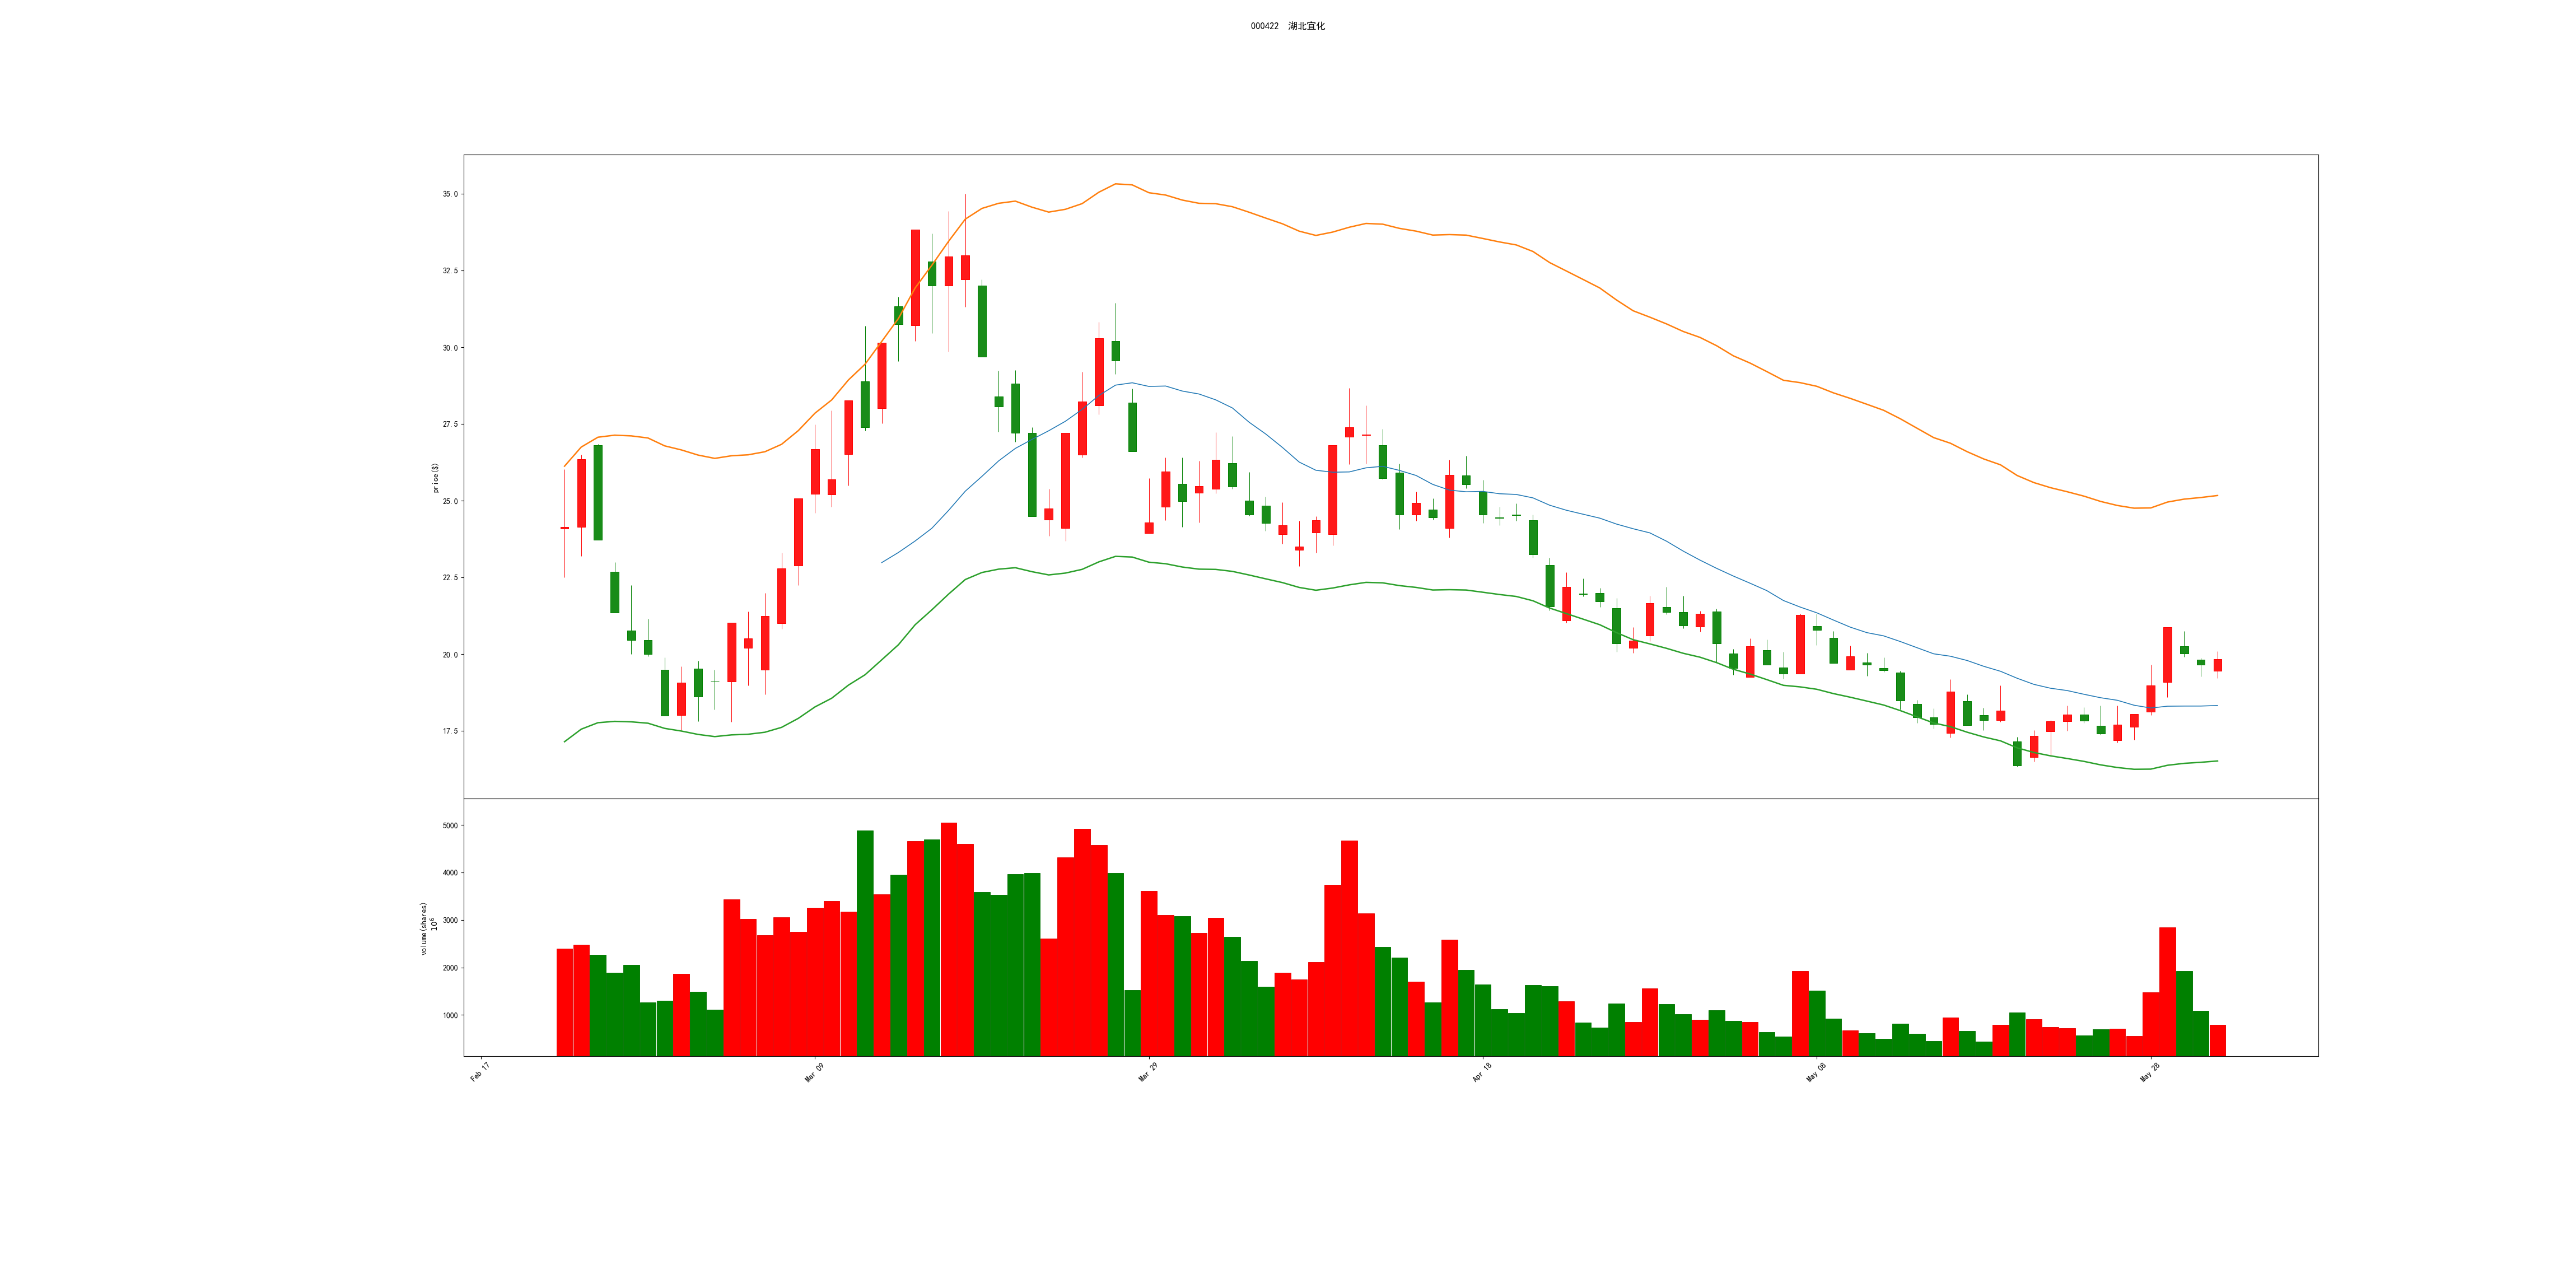 000422 湖北宜化
35.0
32.5
30.0
27.5
25.0
22.5
20.0
17.5
price($)
5000
4000
3000
2000
1000
volume(shares)
10^6
Feb 17
Mar 09
Mar 29
Apr 18
May 08
May 28